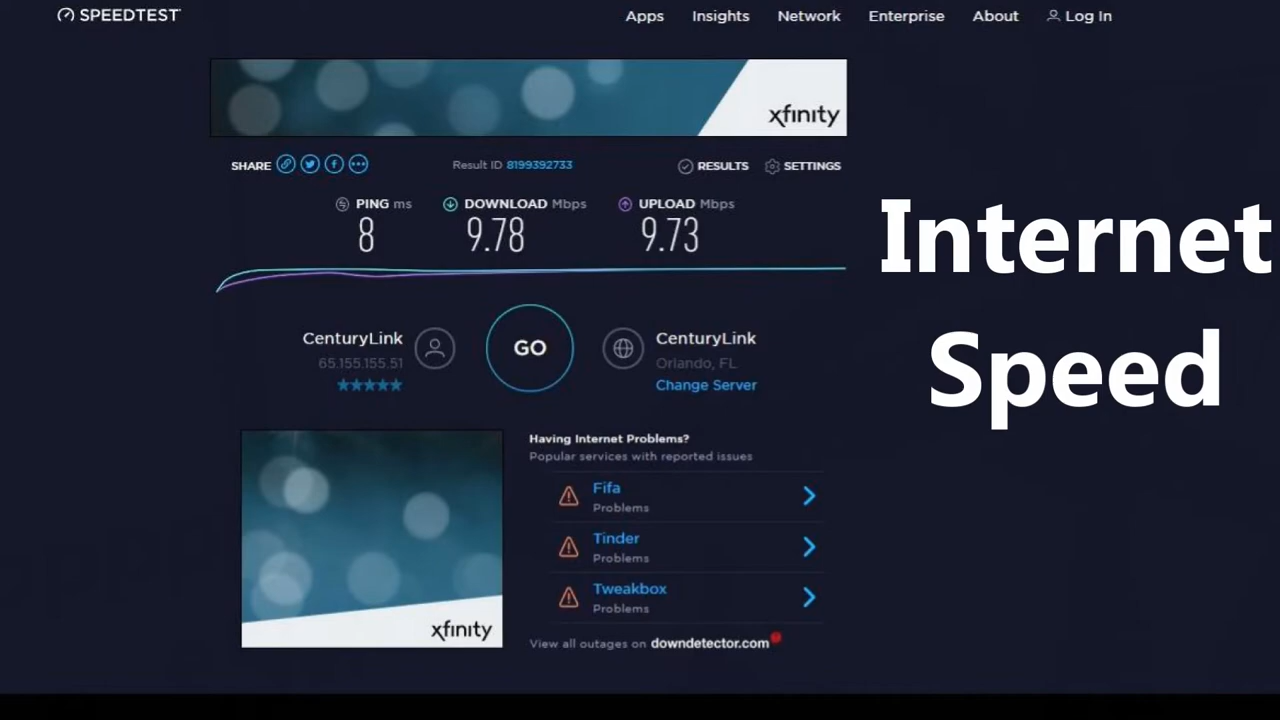 SPEEDTEST
Apps Insights Network Enterprise About Log In
xfinity
SHARE Result ID 8199392733 RESULTS SETTINGS
PING ms DOWNLOAD Mbps UPLOAD Mbps
8 9.78 9.73
Internet
Speed
CenturyLink GO CenturyLink
65.155.155.51 Orlando, FL
Change Server
xfinity
Having Internet Problems?
Popular services with reported issues
Fifa
Problems
Tinder
Problems
Tweakbox
Problems
View all outages on downdetector.com